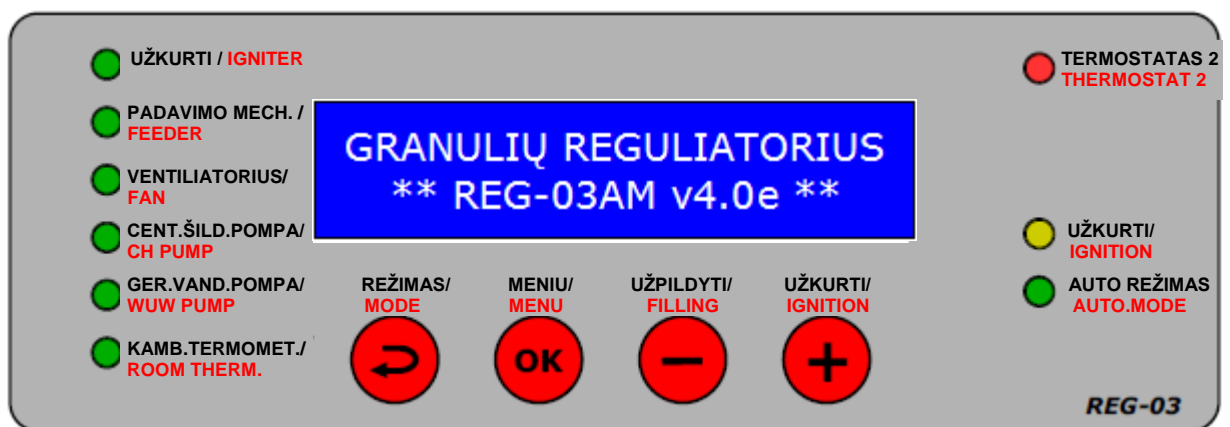 UŽKURTI / IGNITER
PADAVIMO MECH. /
FEEDER
VENTILIATORIUS/
FAN
CENT.ŠILD.POMPA/
CH PUMP
GER.VAND.POMPA/
WUW PUMP
KAMB.TERMOMET./
ROOM THERM.
GRANULIŲ REGULIATORIUS
** REG-03AM v4.0e **
REŽIMAS/
MODE
MENIU/
MENU
OK
UŽPILDYTI/
FILLING
−
UŽKURTI/
IGNITION
+
TERMOSTATAS 2
THERMOSTAT 2
UŽKURTI/
IGNITION
AUTO REŽIMAS
AUTO.MODE
REG-03